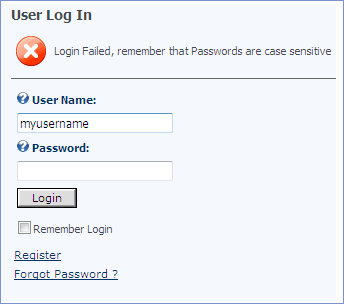 User Log In
Login Failed, remember that Passwords are case sensitive
User Name:
myusername
Password:
Login
Remember Login
Register
Forgot Password ?